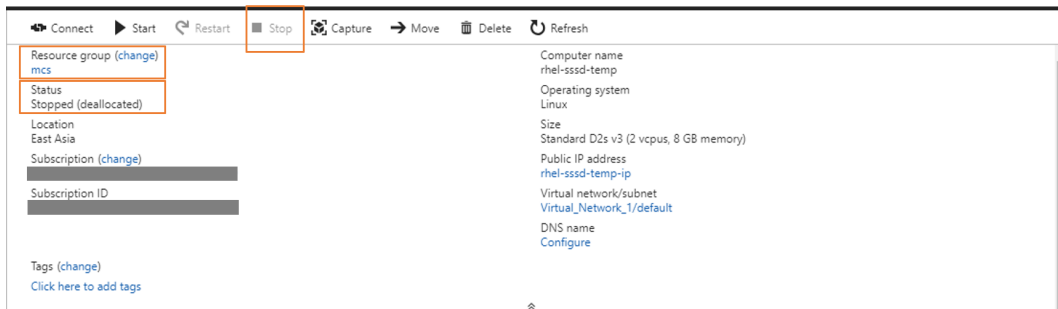 Connect Start Restart Stop Capture Move Delete Refresh
Resource group (change)
mcs
Status
Stopped (deallocated)
Location
East Asia
Subscription (change)
Subscription ID
Tags (change)
Click here to add tags
Computer name
rhel-sssd-temp
Operating system
Linux
Size
Standard D2s v3 (2 vcpus, 8 GB memory)
Public IP address
rhel-sssd-temp-ip
Virtual network/subnet
Virtual_Network_1/default
DNS name
Configure